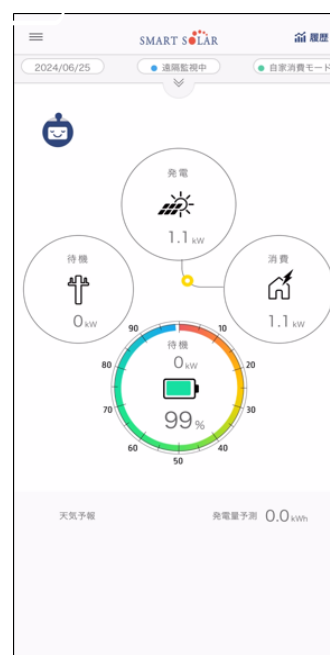 SMART SOLAR
履歴
2024/06/25
遠隔監視中
自家消費モード
発電
1.1 kW
待機
0 kW
消費
1.1 kW
待機
0 kW
99 %
90
10
80
20
70
30
60
40
50
天気予報
発電量予測 0.0 kWh